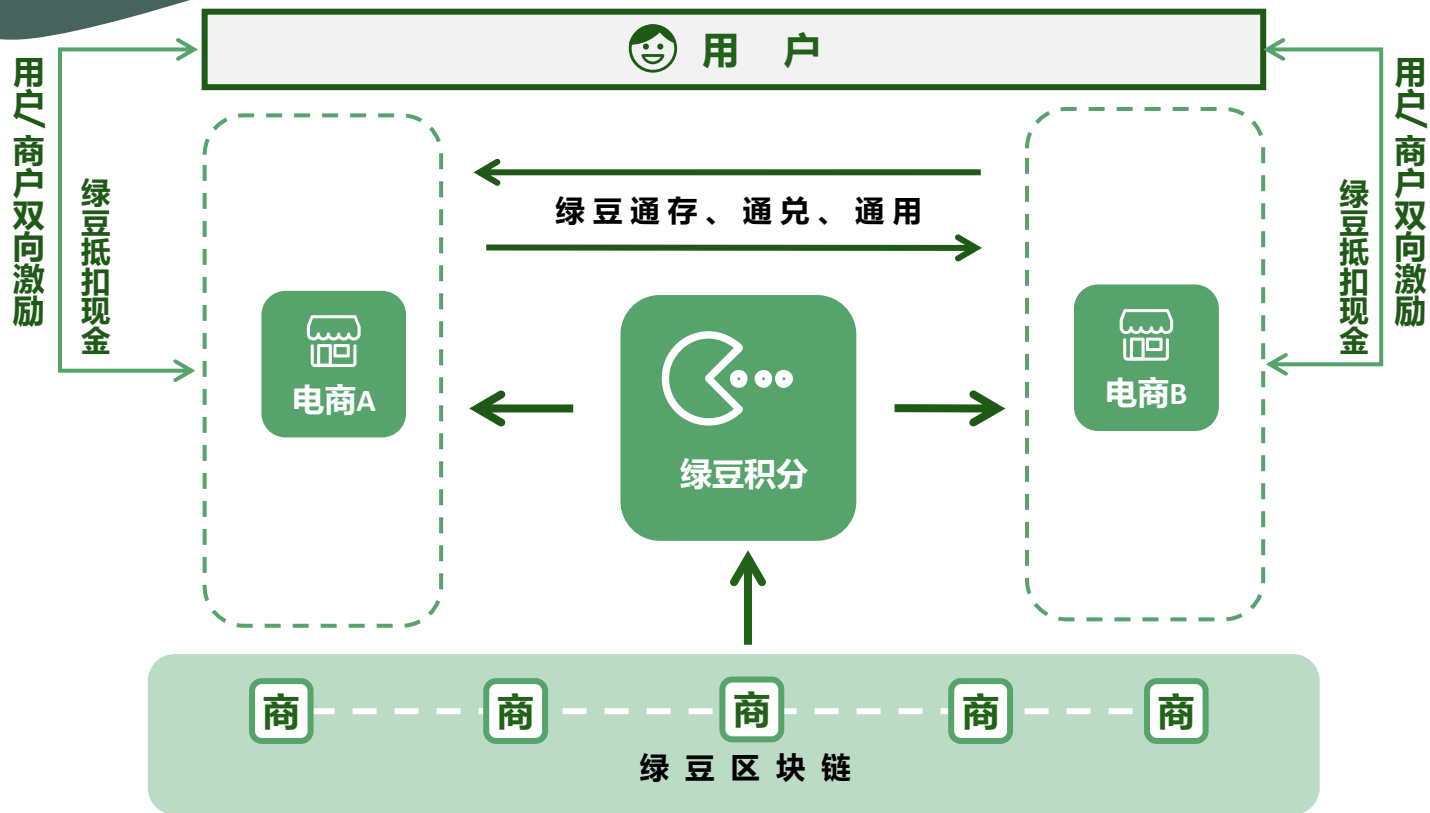 用 户
用户/商户双向激励
绿豆抵扣现金
绿豆通存、通兑、通用
绿豆抵扣现金
用户/商户双向激励
电商A
绿豆积分
电商B
商 商 商 商 商
绿豆区块链